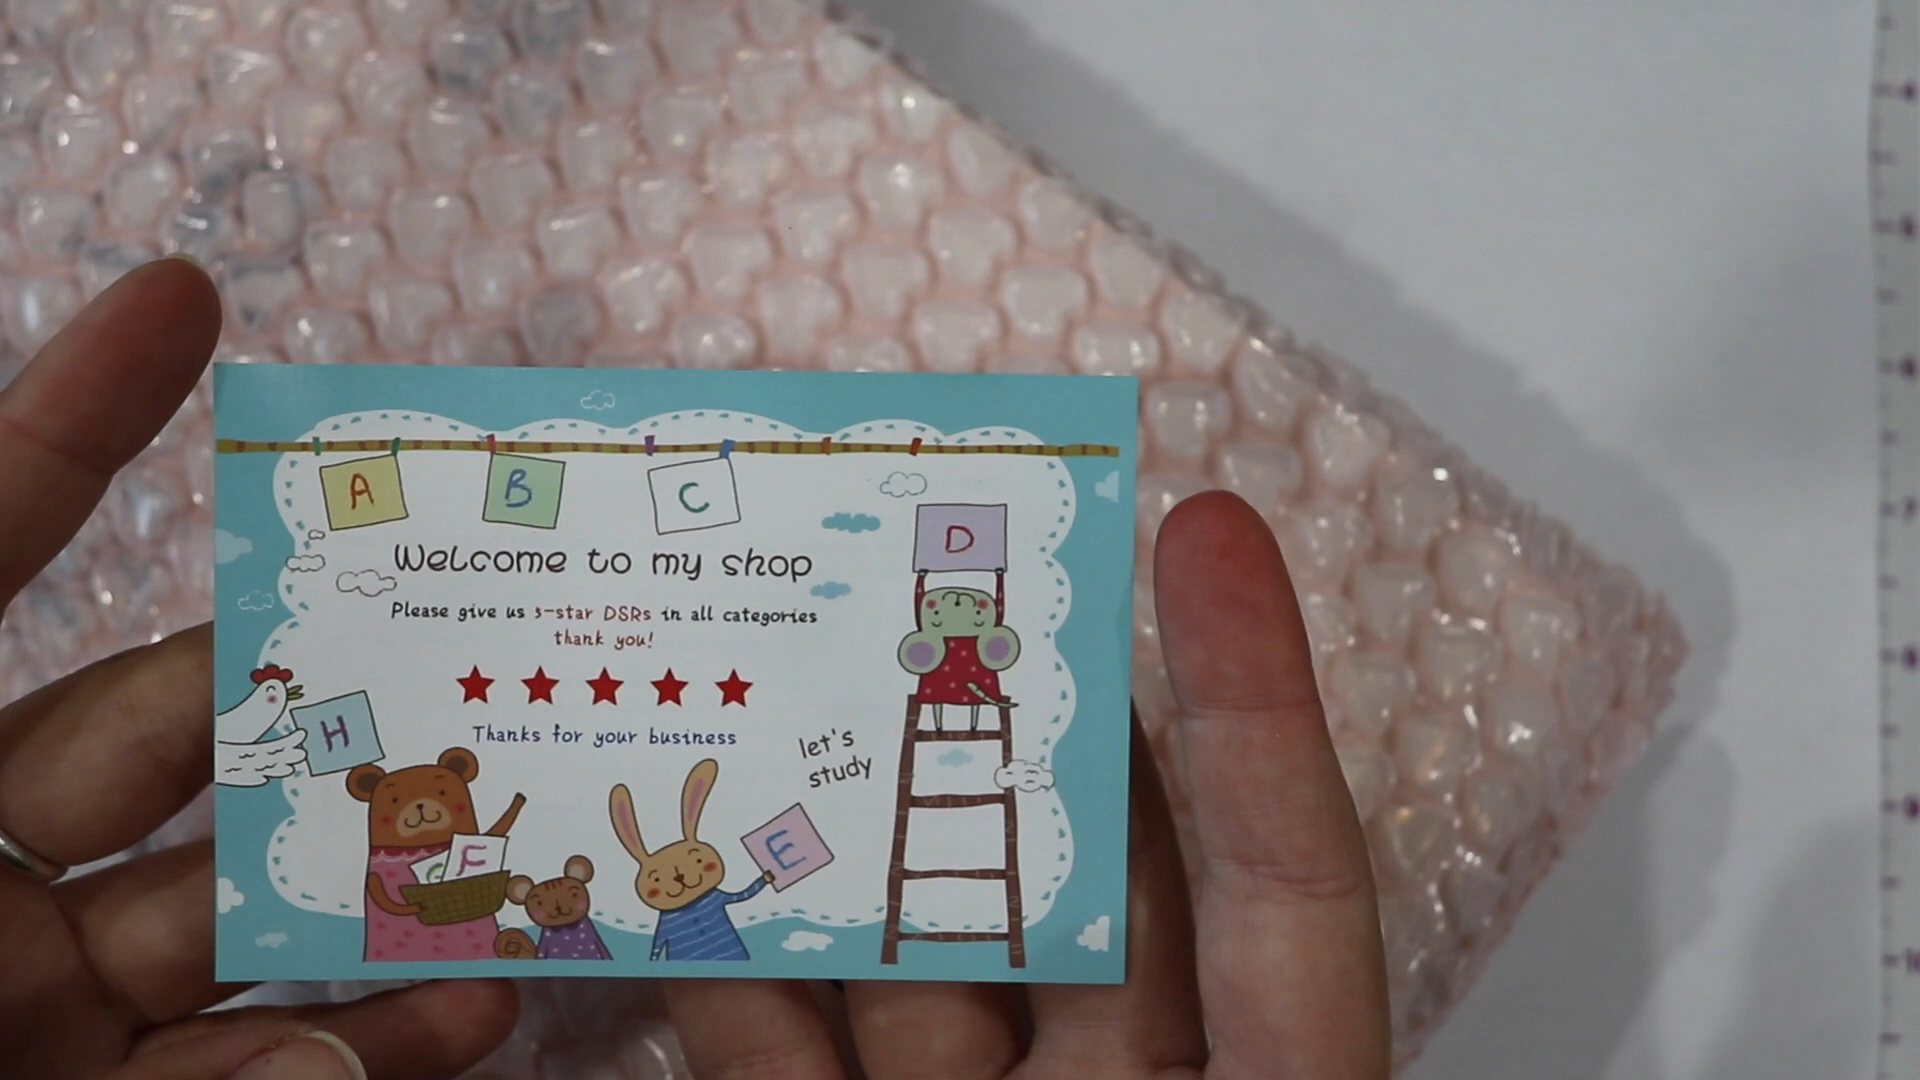 A B C
D
Welcome to my shop
Please give us 5-star DSRs in all categories
thank you!
H
Thanks for your business
let's
study
F
E